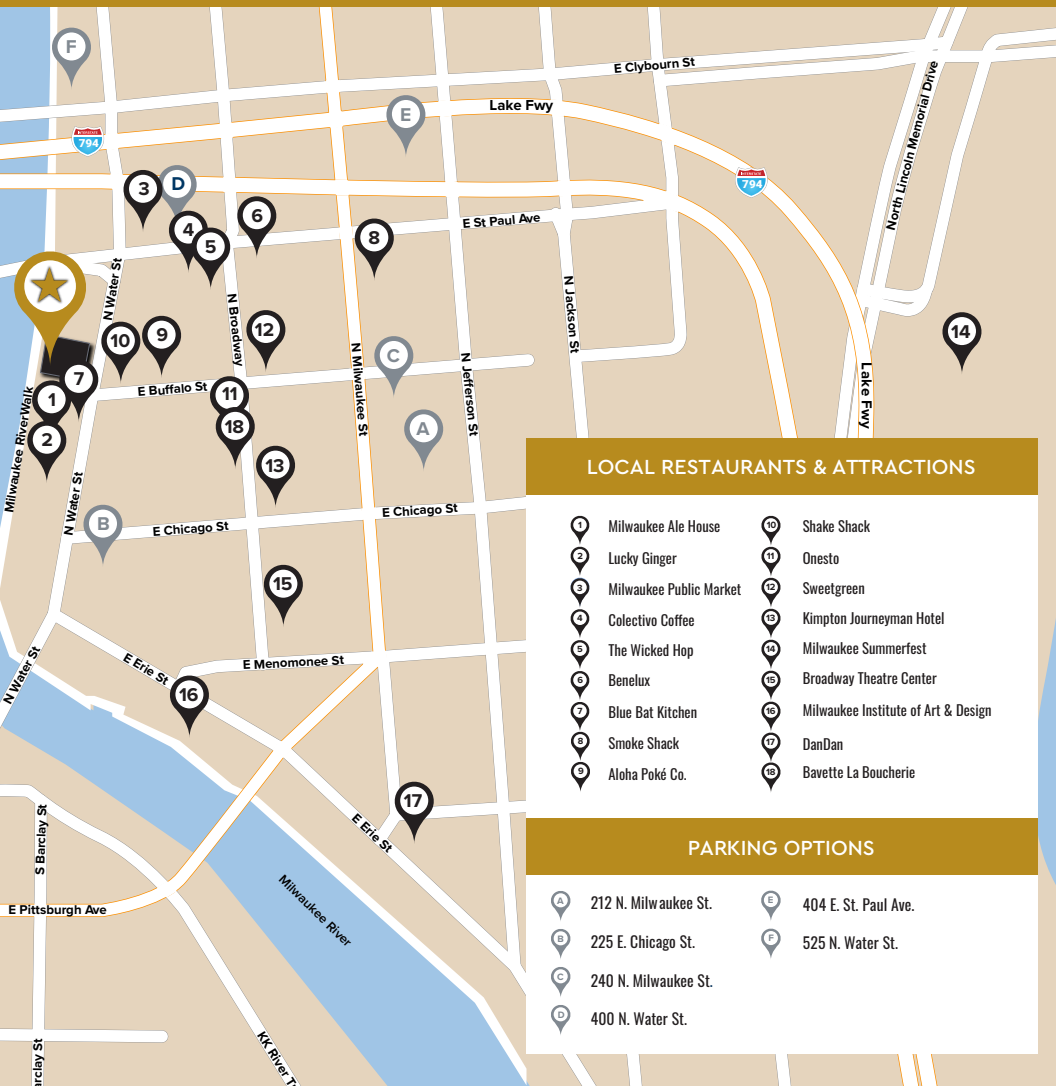 F
E Clybourn St
E
Lake Fwy
North Lincoln Memorial Drive
INTERSTATE
794
INTERSTATE
794
3
D
4
5
6
8
E St Paul Ave
N Water St
N Broadway
N Jackson St
10
9
12
14
7
1
2
E Buffalo St
11
18
C
N Milwaukee St
N Jefferson St
Lake Fwy
A
Milwaukee RiverWalk
N Water St
13
B
E Chicago St
E Chicago St
15
N Water St
E Erie St
E Menomonee St
16
17
E Erie St
S Barclay St
E Pittsburgh Ave
Milwaukee River
KK River T
arclay St
LOCAL RESTAURANTS & ATTRACTIONS
1 Milwaukee Ale House
2 Lucky Ginger
3 Milwaukee Public Market
4 Colectivo Coffee
5 The Wicked Hop
6 Benelux
7 Blue Bat Kitchen
8 Smoke Shack
9 Aloha Poké Co.
10 Shake Shack
11 Onesto
12 Sweetgreen
13 Kimpton Journeyman Hotel
14 Milwaukee Summerfest
15 Broadway Theatre Center
16 Milwaukee Institute of Art & Design
17 DanDan
18 Bavette La Boucherie
PARKING OPTIONS
A 212 N. Milwaukee St.
B 225 E. Chicago St.
C 240 N. Milwaukee St.
D 400 N. Water St.
E 404 E. St. Paul Ave.
F 525 N. Water St.